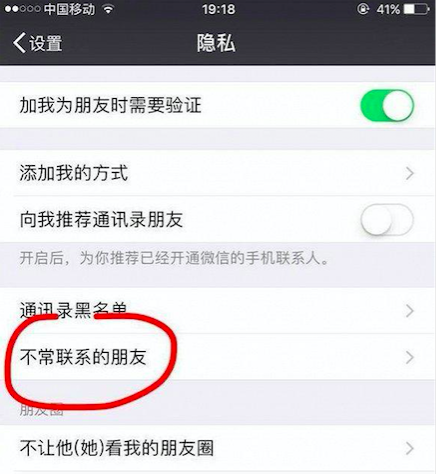 中国移动 19:18 41%
设置 隐私
加我为朋友时需要验证
添加我的方式
向我推荐通讯录朋友
开启后，为你推荐已经开通微信的手机联系人。
通讯录黑名单
不常联系的朋友
朋友圈
不让他(她)看我的朋友圈